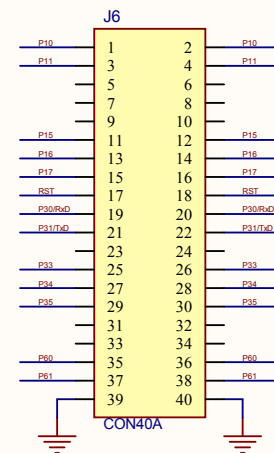 J6
P10 1 2 P10
P11 3 4 P11
5 6
7 8
9 10
P15 11 12 P15
P16 13 14 P16
P17 15 16 P17
RST 17 18 RST
P30/RxD 19 20 P30/RxD
P31/TxD 21 22 P31/TxD
23 24
P33 25 26 P33
P34 27 28 P34
P35 29 30 P35
31 32
33 34
P60 35 36 P60
P61 37 38 P61
39 40
CON40A